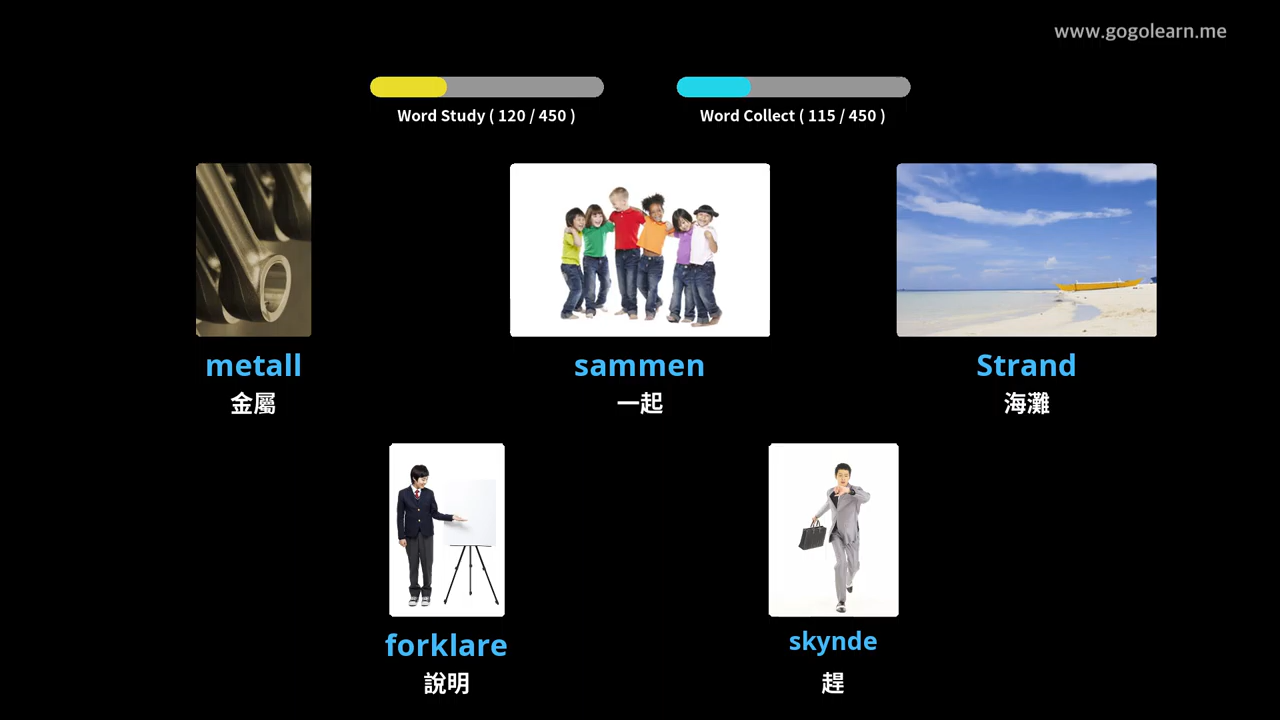 www.gogolearn.me
Word Study ( 120 / 450 )
Word Collect ( 115 / 450 )
metall
金屬
sammen
一起
Strand
海灘
forklare
說明
skynde
趕